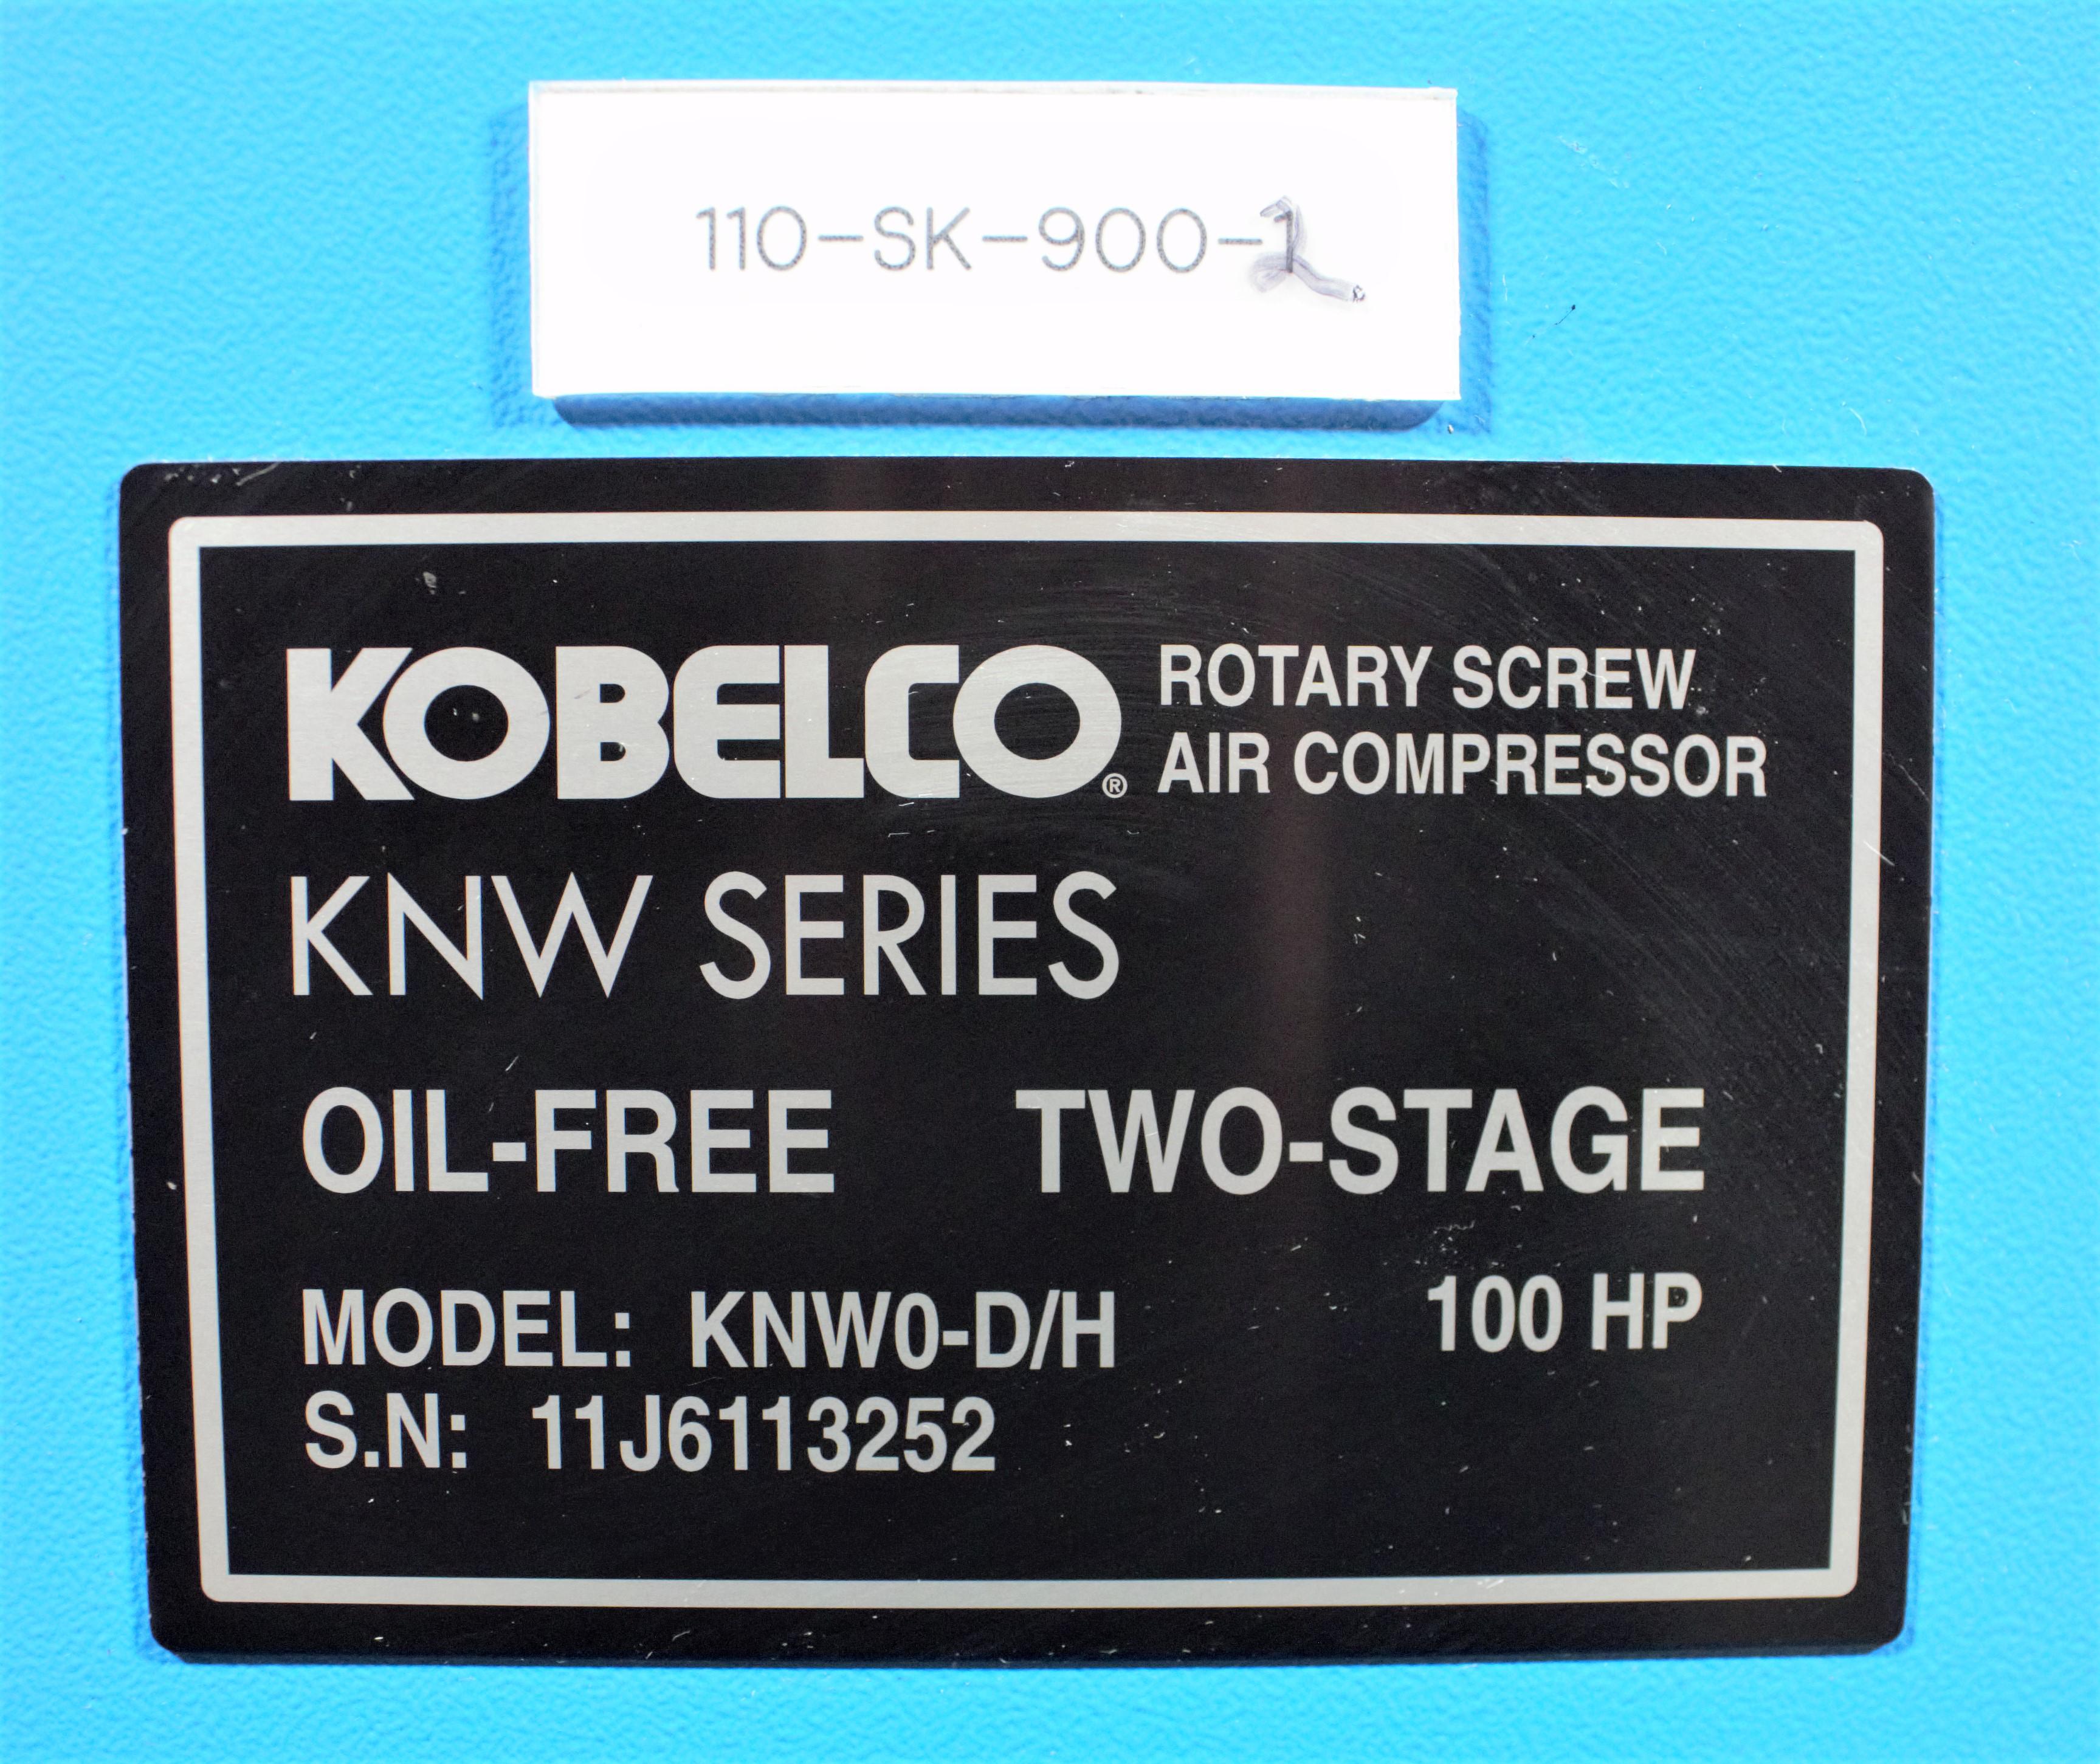 110-SK-900-2
KOBELCO® ROTARY SCREW
AIR COMPRESSOR
KNW SERIES
OIL-FREE TWO-STAGE
MODEL: KNW0-D/H 100 HP
S.N: 11J6113252